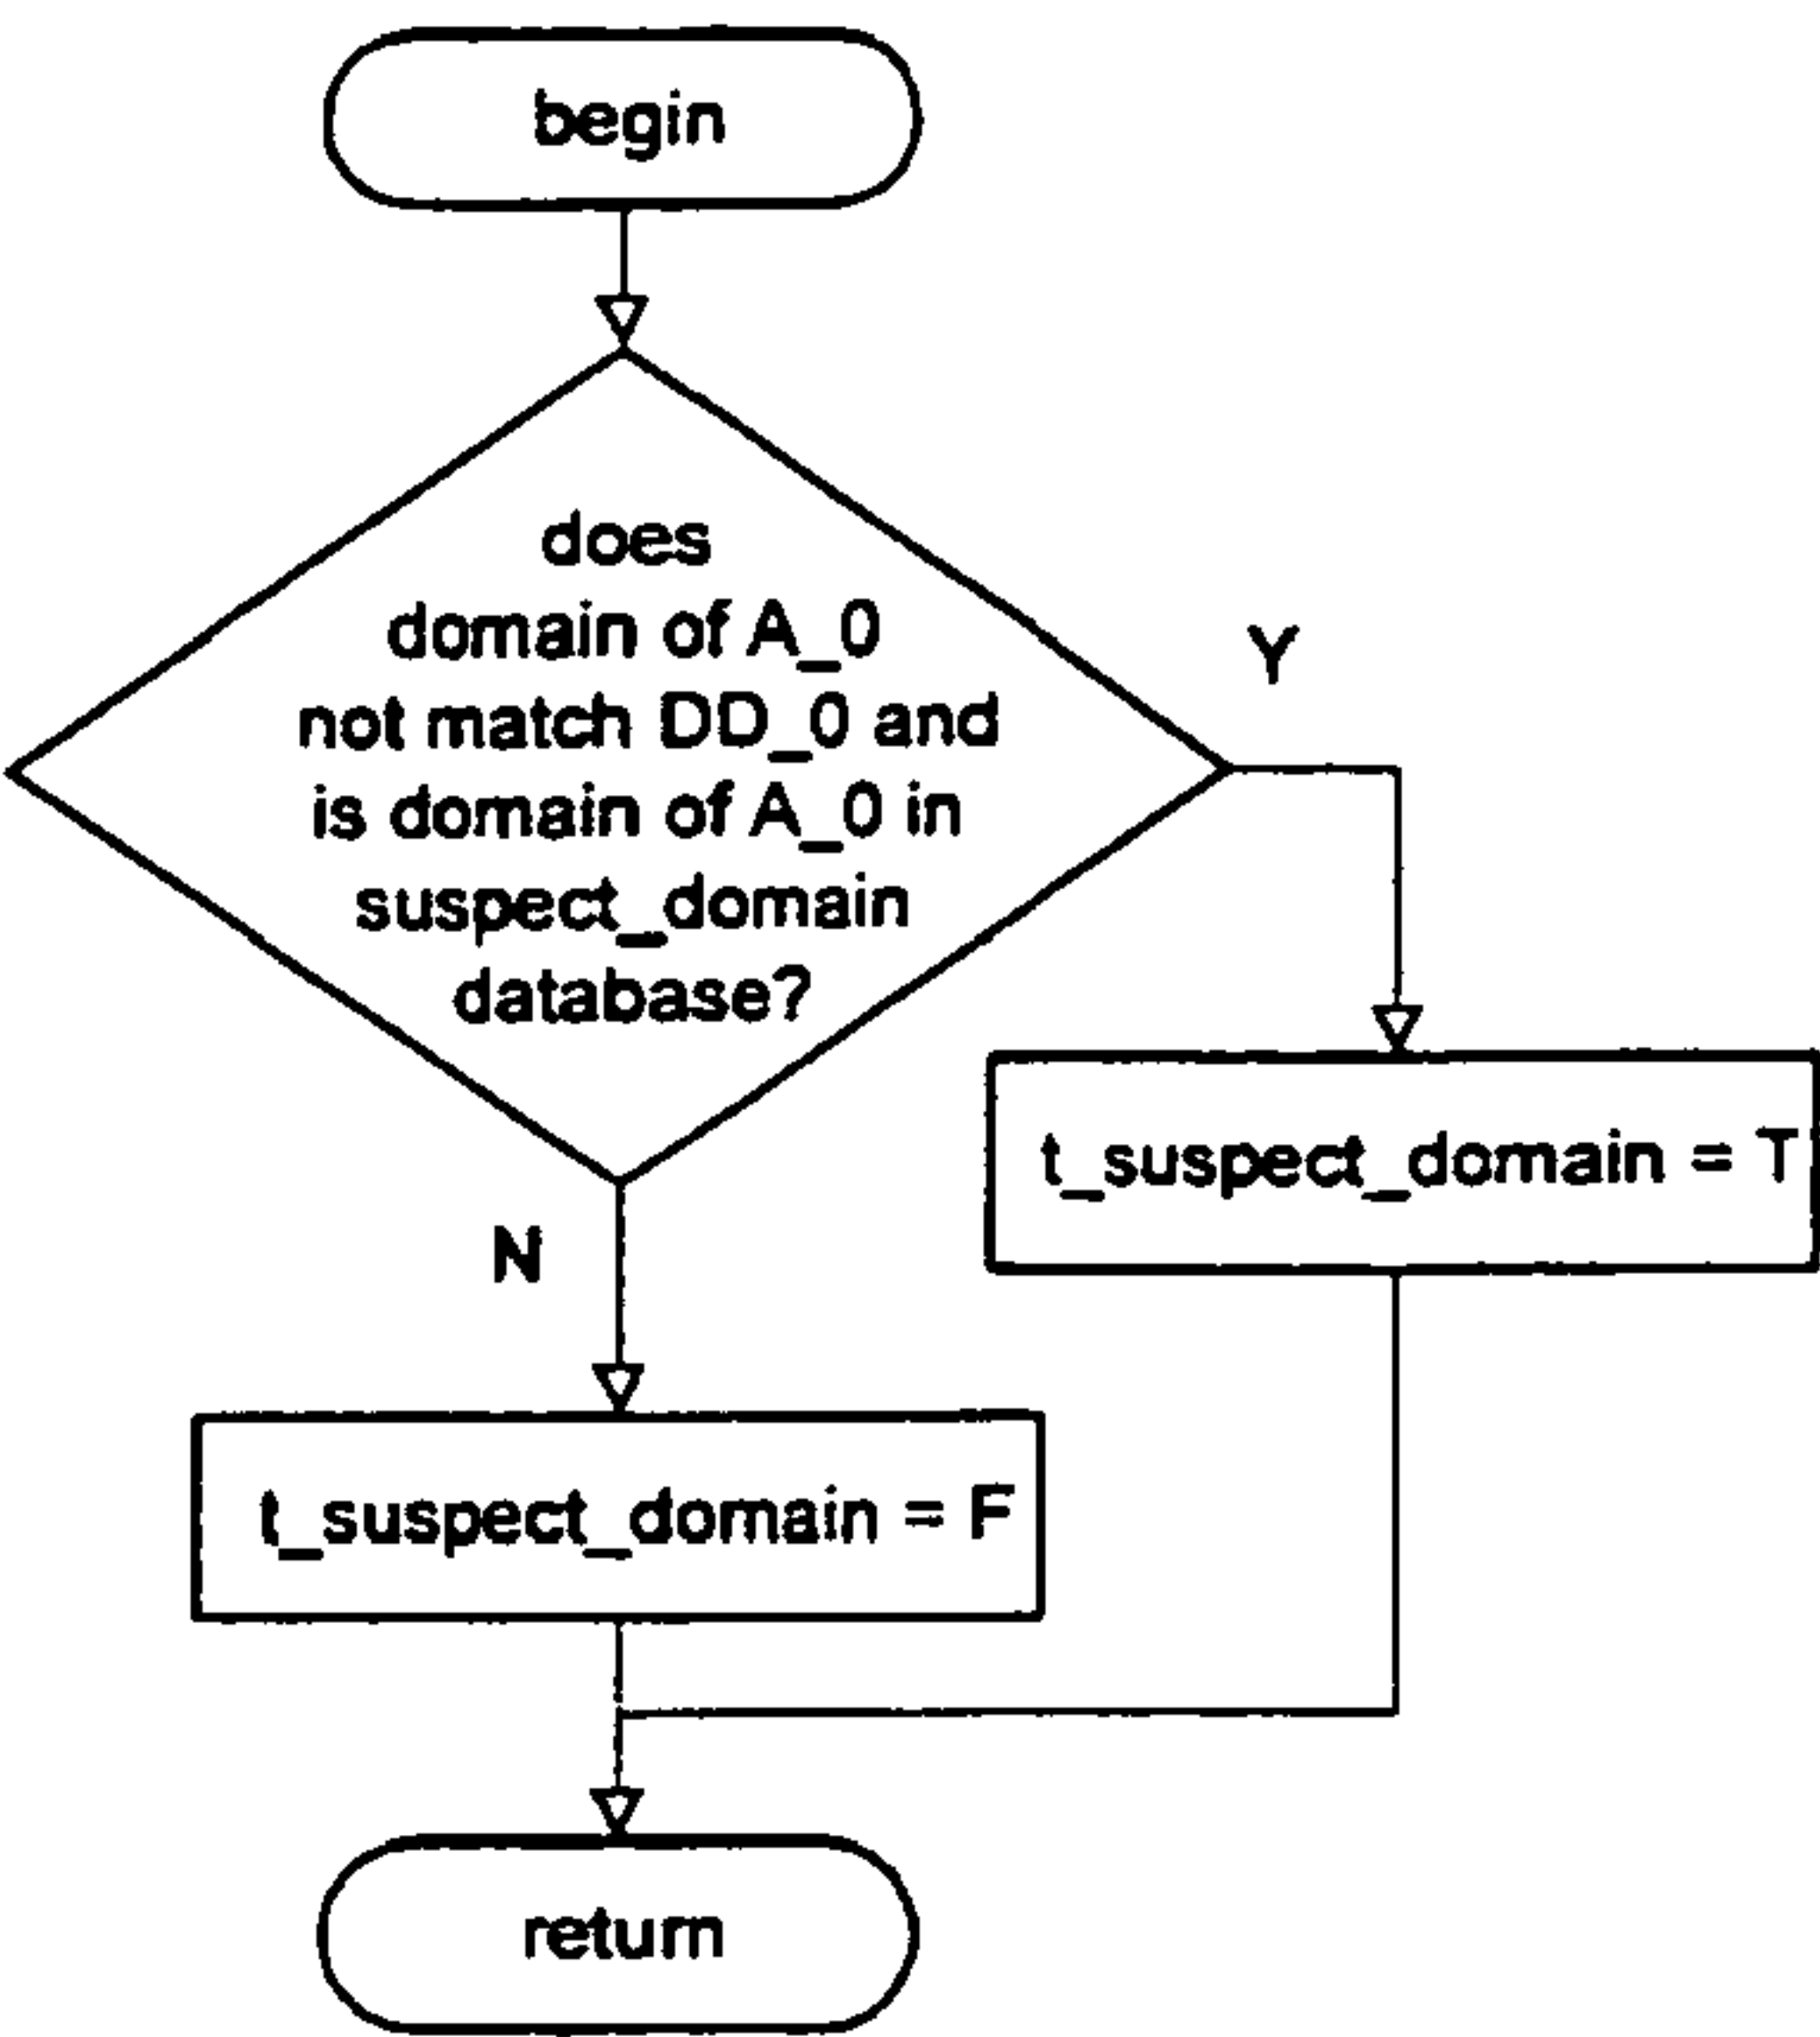 begin
does
domain of A_0
not match DD_0 and
is domain of A_0 in
suspect_domain
database?
Y
t_suspect_domain = T
N
t_suspect_domain = F
return